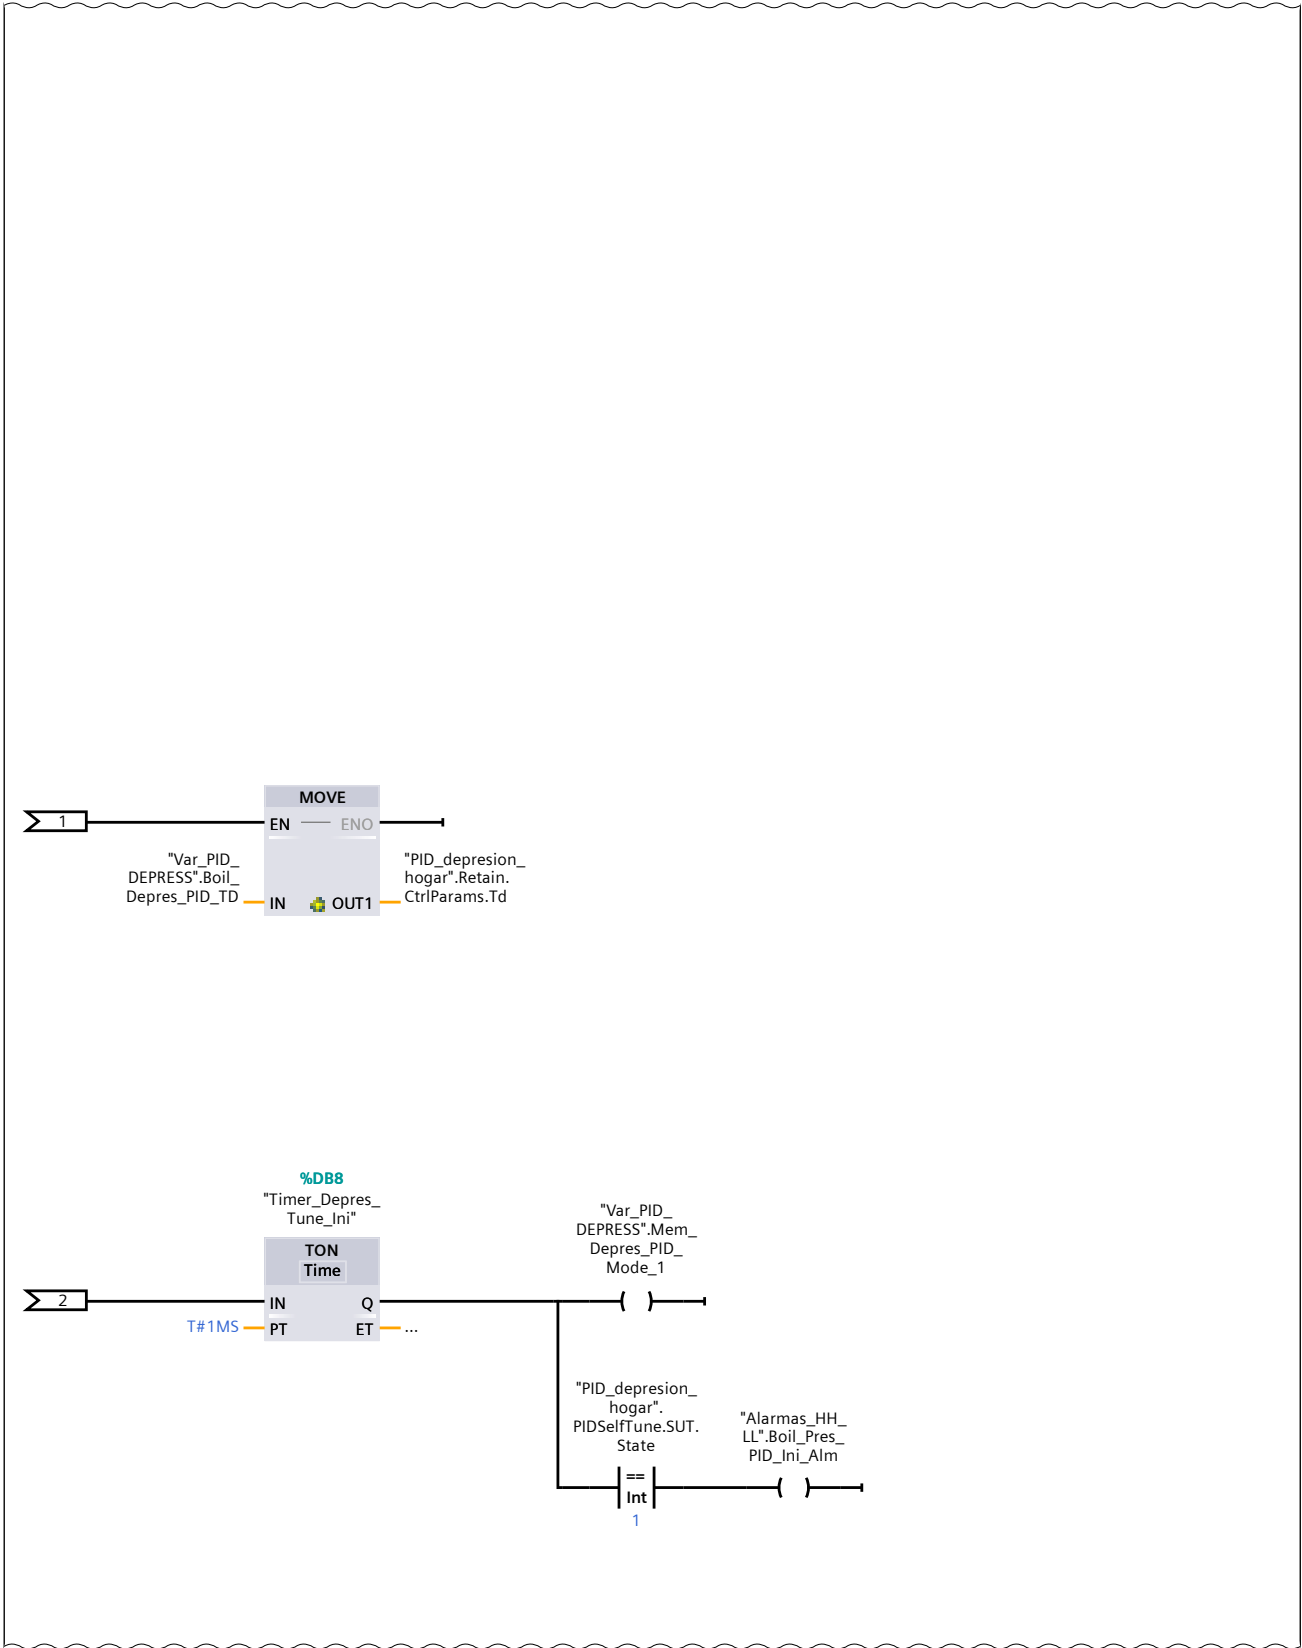 MOVE
1
EN
ENO
"Var_PID_
DEPRESS".Boil_
Depres_PID_TD
"PID_depresion_
hogar".Retain.
CtrlParams.Td
IN
OUT1
%DB8
"Timer_Depres_
Tune_Ini"
TON
Time
"Var_PID_
DEPRESS".Mem_
Depres_PID_
Mode_1
2
IN
Q
T#1MS
PT
ET
...
"PID_depresion_
hogar".
PIDSelfTune.SUT.
State
"Alarmas_HH_
LL".Boil_Pres_
PID_Ini_Alm
==
Int
1